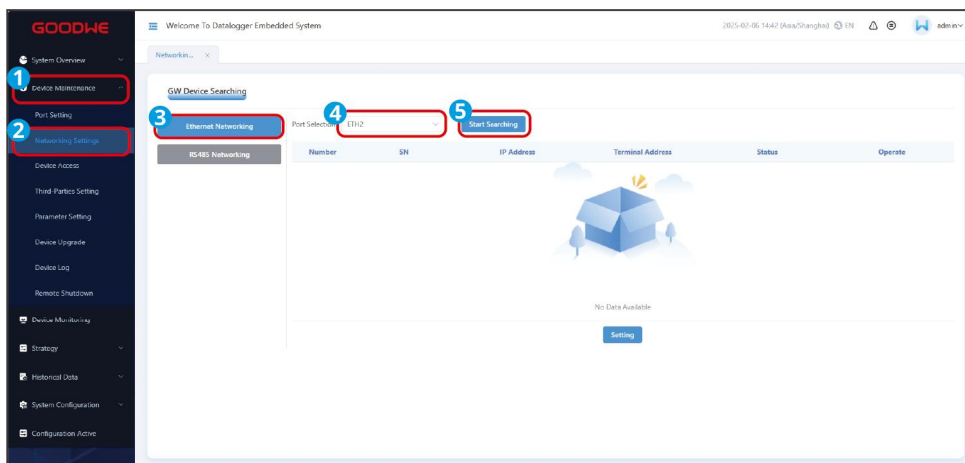 GOODWE
Welcome To Datalogger Embedded System
2025-02-06 14:42 (Asia/Shanghai)
EN
admin
System Overview
Networkin...
1
Device Maintenance
GW Device Searching
Port Setting
2
Networking Settings
3
Ethernet Networking
Port Selection
4
ETH2
5
Start Searching
RS485 Networking
Number SN IP Address Terminal Address Status Operate
Device Access
Third-Parties Setting
Parameter Setting
Device Upgrade
Device Log
Remote Shutdown
No Data Available
Device Monitoring
Setting
Strategy
Historical Data
System Configuration
Configuration Active